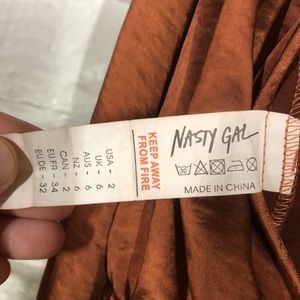 NASTY GAL
MADE IN CHINA
KEEP AWAY
FROM FIRE
USA - 2
UK - 6
AUS - 6
NZ - 6
CAN - 2
EU FR - 34
EU DE - 32